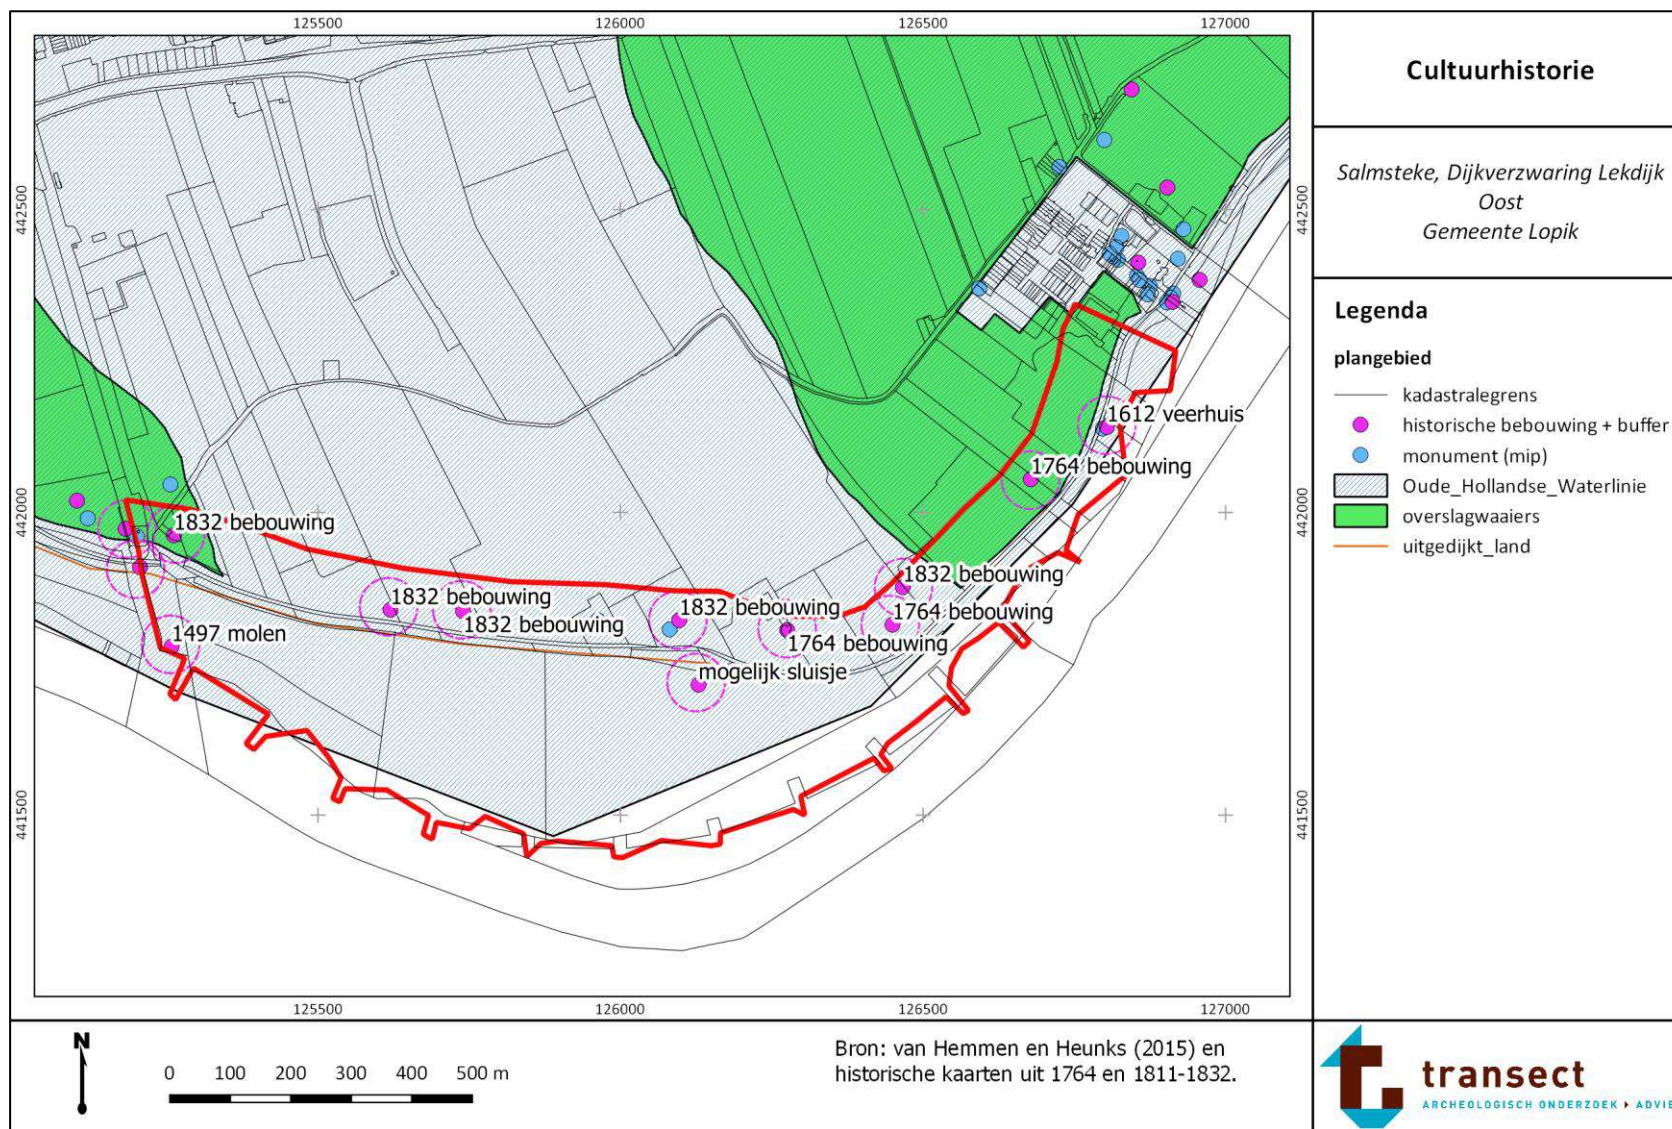 125500
126000
126500
127000
442500
442000
441500
442500
442000
441500
1612 veerhuis
1764 bebouwing
1832 bebouwing
1832 bebouwing
1832 bebouwing
1832 bebouwing
1832 bebouwing
1764 bebouwing
1764 bebouwing
1497 molen
mogelijk sluisje
125500
126000
126500
127000
Cultuurhistorie
Salmsteke, Dijkverzwaring Lekdijk
Oost
Gemeente Lopik
Legenda
plangebied
kadastralegrens
historische bebouwing + buffer
monument (mip)
Oude_Hollandse_Waterlinie
overslagwaaiers
uitgedijkt_land
N
0 100 200 300 400 500 m
Bron: van Hemmen en Heunks (2015) en
historische kaarten uit 1764 en 1811-1832.
transect
ARCHEOLOGISCH ONDERZOEK ▸ ADVIE